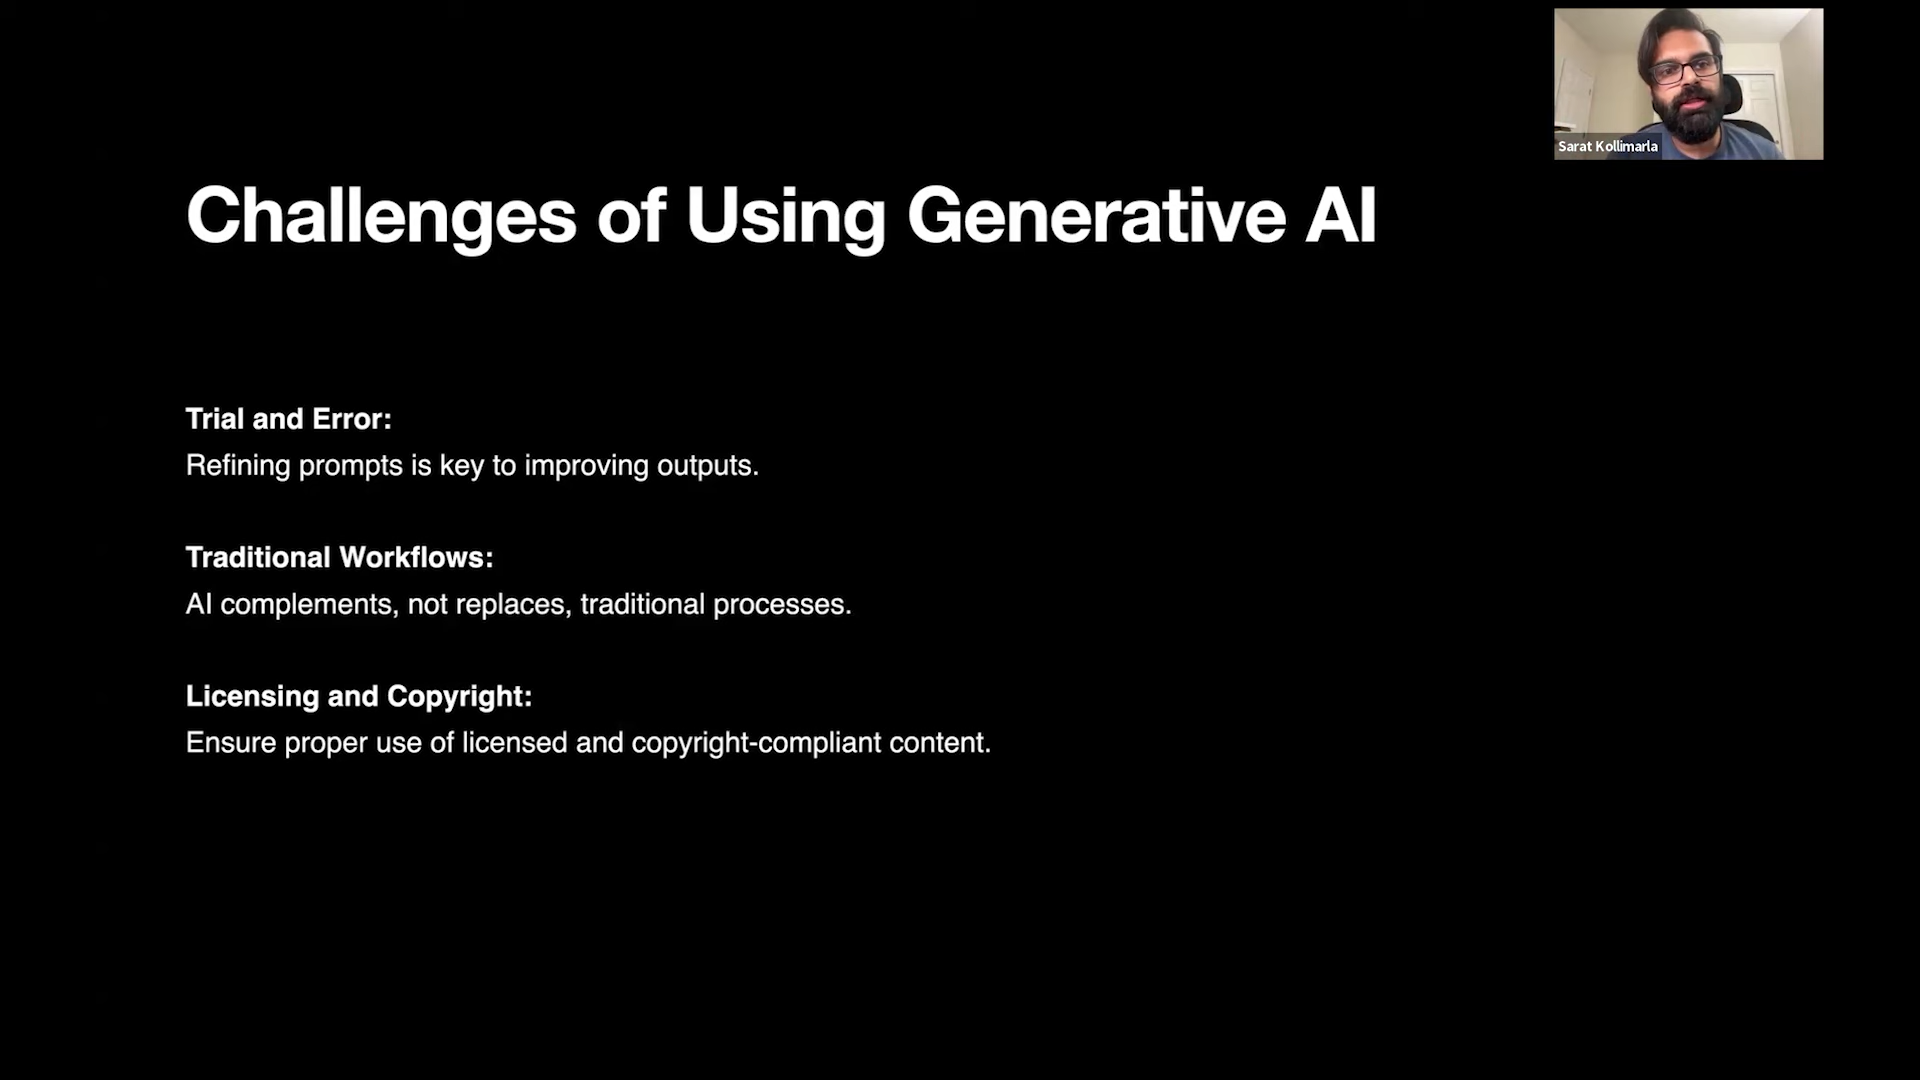 Sarat Kollimarla
Challenges of Using Generative AI
Trial and Error:
Refining prompts is key to improving outputs.
Traditional Workflows:
AI complements, not replaces, traditional processes.
Licensing and Copyright:
Ensure proper use of licensed and copyright-compliant content.